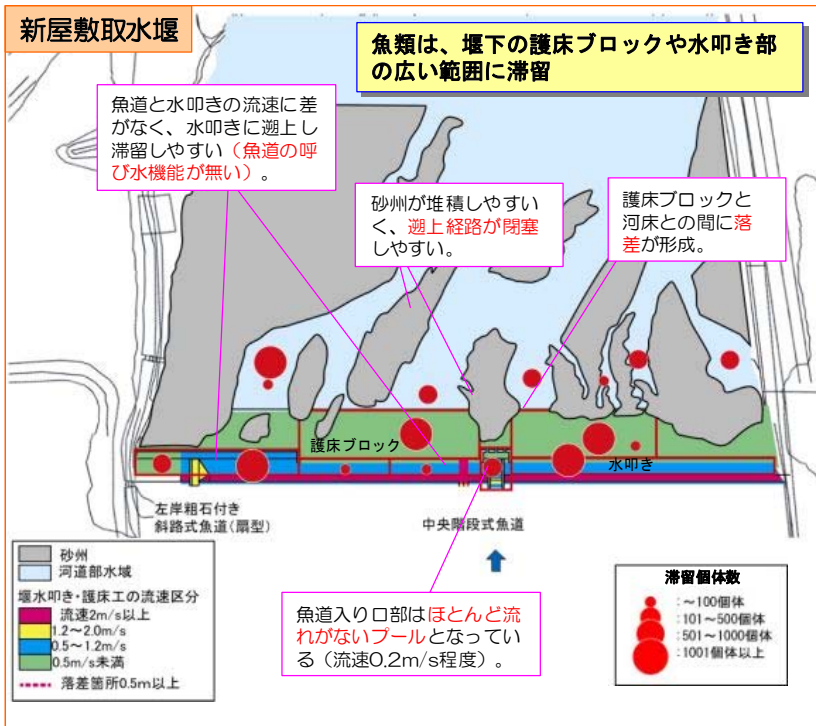 新屋敷取水堰
魚類は、堰下の護床ブロックや水叩き部
の広い範囲に滞留
魚道と水叩きの流速に差
がなく、水叩きに遡上し
滞留しやすい（魚道の呼
び水機能が無い）。
砂州が堆積しやすい
く、遡上経路が閉塞
しやすい。
護床ブロックと
河床との間に落
差が形成。
護床ブロック
水叩き
左岸粗石付き
斜路式魚道(扇型)
中央階段式魚道
魚道入り口部はほとんど流
れがないプールとなってい
る（流速0.2m/s程度）。
砂州
河道部水域
堰水叩き・護床工の流速区分
流速2m/s以上
1.2～2.0m/s
0.5～1.2m/s
0.5m/s未満
落差箇所0.5m以上
滞留個体数
：～100個体
：101～500個体
：501～1000個体
：1001個体以上